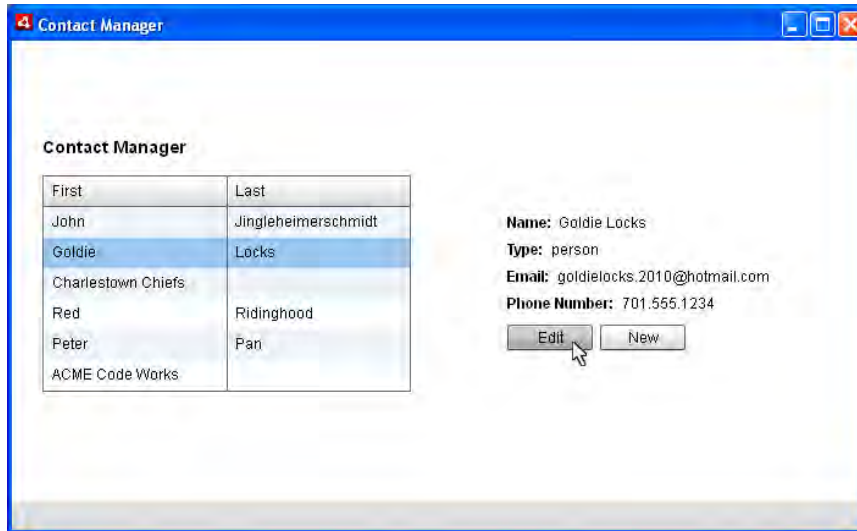 Contact Manager
Contact Manager
First Last
John Jingleheimerschmidt
Goldie Locks
Charlestown Chiefs
Red Ridinghood
Peter Pan
ACME Code Works
Name: Goldie Locks
Type: person
Email: goldielocks.2010@hotmail.com
Phone Number: 701.555.1234
Edit New